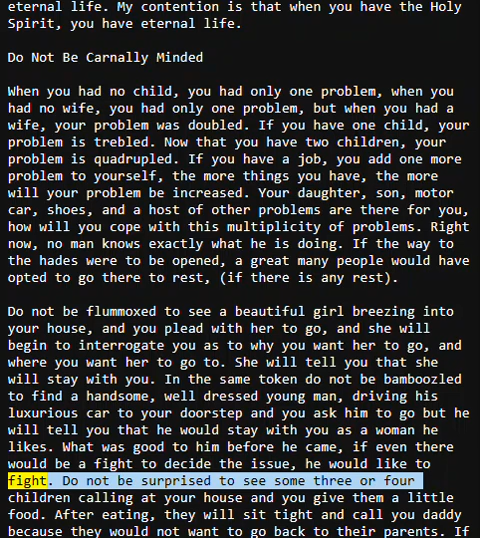 eternal life. My contention is that when you have the Holy
Spirit, you have eternal life.
Do Not Be Carnally Minded
When you had no child, you had only one problem, when you
had no wife, you had only one problem, but when you had a
wife, your problem was doubled. If you have one child, your
problem is trebled. Now that you have two children, your
problem is quadrupled. If you have a job, you add one more
problem to yourself, the more things you have, the more
will your problem be increased. Your daughter, son, motor
car, shoes, and a host of other problems are there for you,
how will you cope with this multiplicity of problems. Right
now, no man knows exactly what he is doing. If the way to
the hades were to be opened, a great many people would have
opted to go there to rest, (if there is any rest).
Do not be flummoxed to see a beautiful girl breezing into
your house, and you plead with her to go, and she will
begin to interrogate you as to why you want her to go, and
where you want her to go to. She will tell you that she
will stay with you. In the same token do not be bamboozled
to find a handsome, well dressed young man, driving his
luxurious car to your doorstep and you ask him to go but he
will tell you that he would stay with you as a woman he
likes. What was good to him before he came, if even there
would be a fight to decide the issue, he would like to
fight. Do not be surprised to see some three or four
children calling at your house and you give them a little
food. After eating, they will sit tight and call you daddy
because they would not want to go back to their parents. If